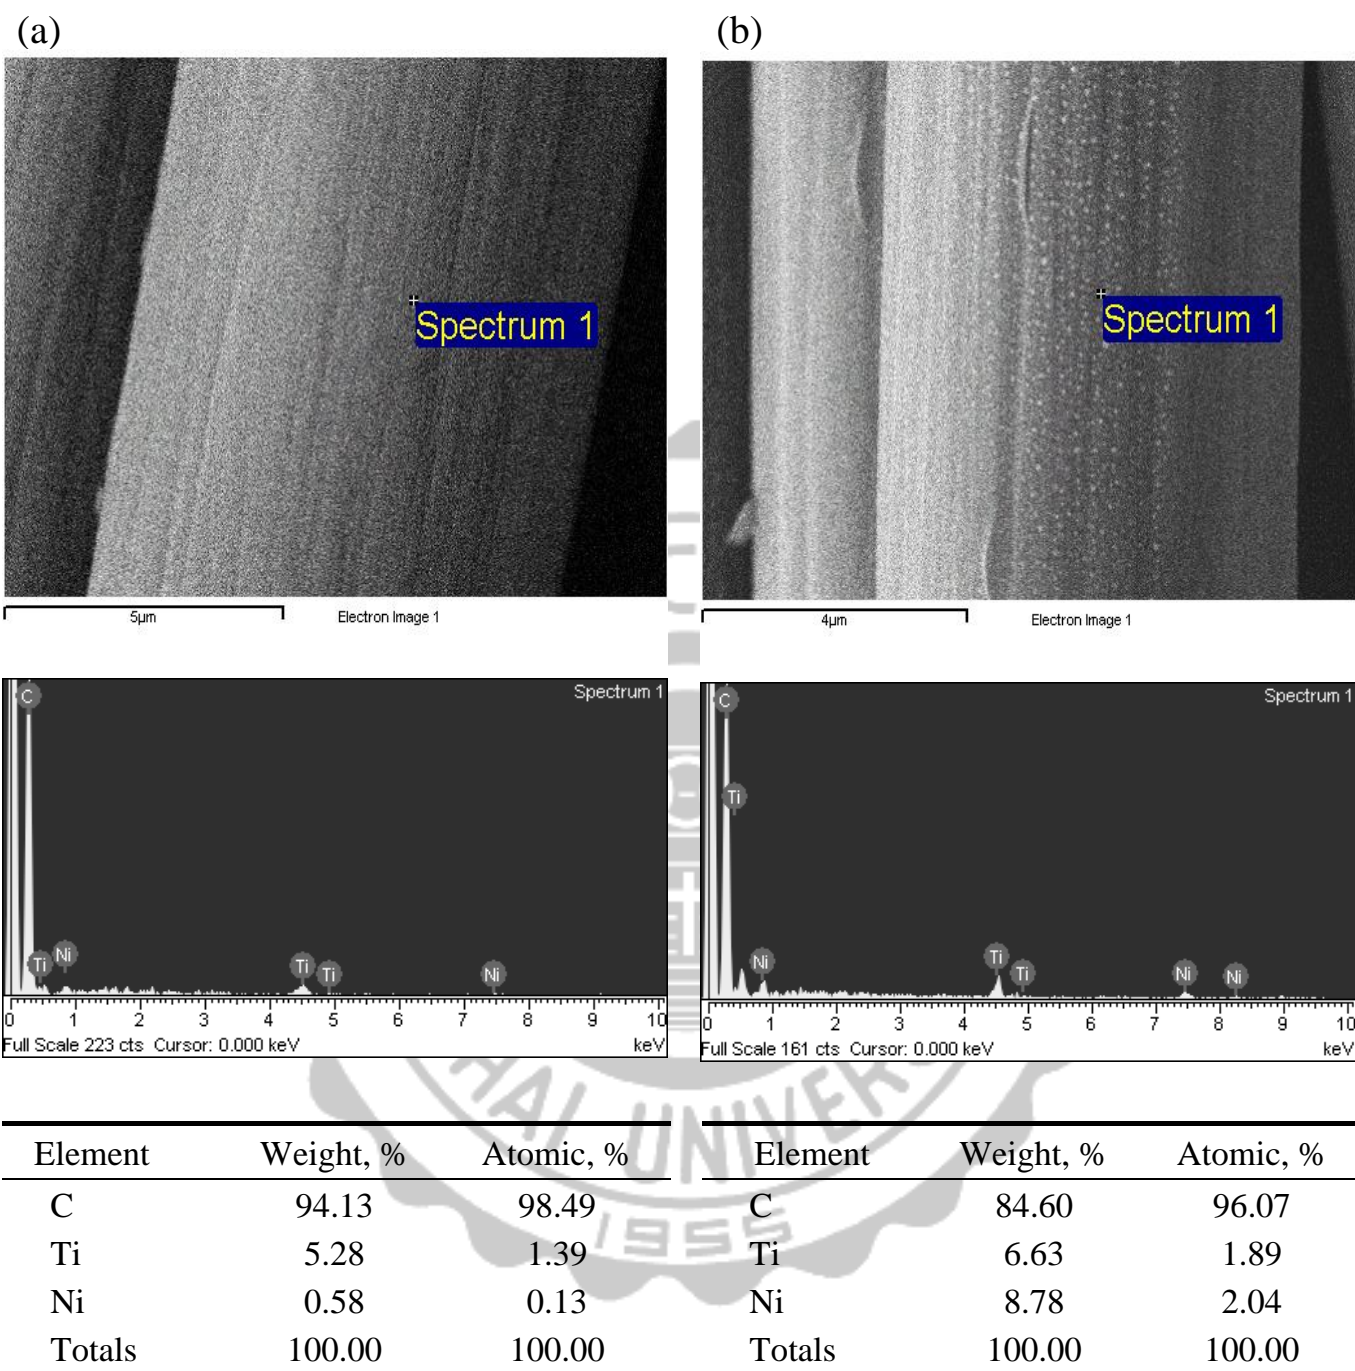 (a)
Spectrum 1
5µm
Electron Image 1
C
Ti
Ni
Ti
Ti
Ni
Spectrum 1
0 1 2 3 4 5 6 7 8 9 10
Full Scale 223 cts Cursor: 0.000 keV
keV
Element Weight, % Atomic, %
C 94.13 98.49
Ti 5.28 1.39
Ni 0.58 0.13
Totals 100.00 100.00
(b)
Spectrum 1
4µm
Electron Image 1
C
Ti
Ni
Ti
Ti
Ni
Ni
Spectrum 1
0 1 2 3 4 5 6 7 8 9 10
Full Scale 161 cts Cursor: 0.000 keV
keV
Element Weight, % Atomic, %
C 84.60 96.07
Ti 6.63 1.89
Ni 8.78 2.04
Totals 100.00 100.00
1955